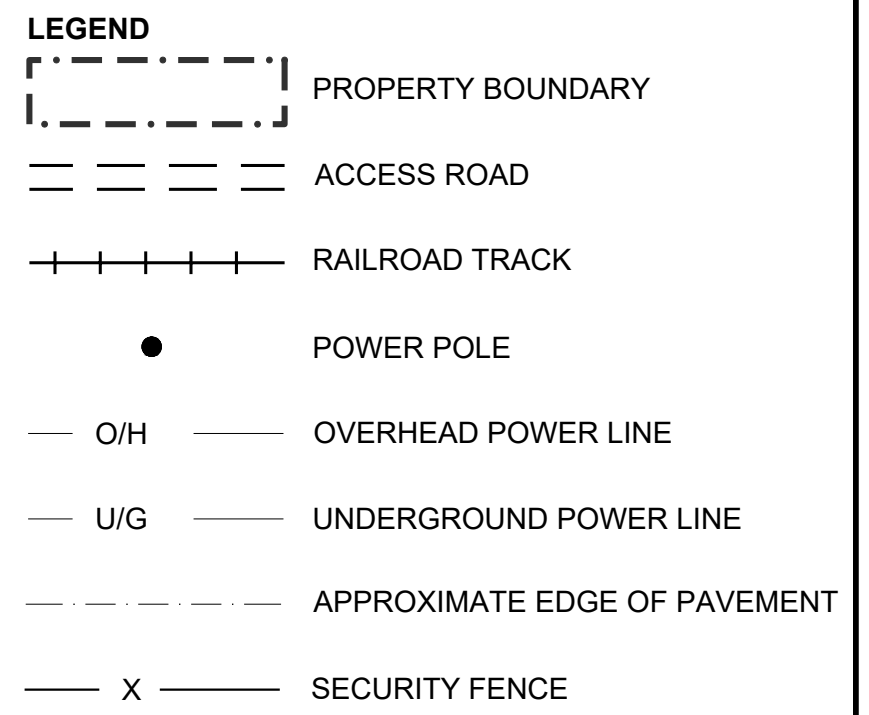 LEGEND
PROPERTY BOUNDARY
ACCESS ROAD
RAILROAD TRACK
POWER POLE
O/H OVERHEAD POWER LINE
U/G UNDERGROUND POWER LINE
APPROXIMATE EDGE OF PAVEMENT
X SECURITY FENCE